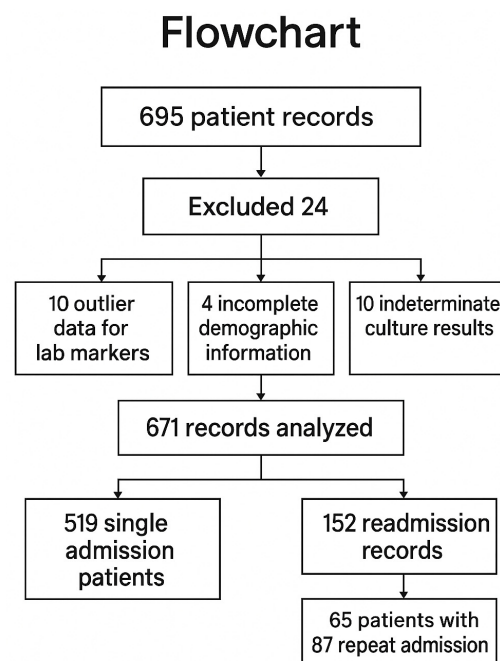 Flowchart
695 patient records
Excluded 24
10 outlier
data for
lab markers
4 incomplete
demographic
information
10 indeterminate
culture results
671 records analyzed
519 single
admission
patients
152 readmission
records
65 patients with
87 repeat admission